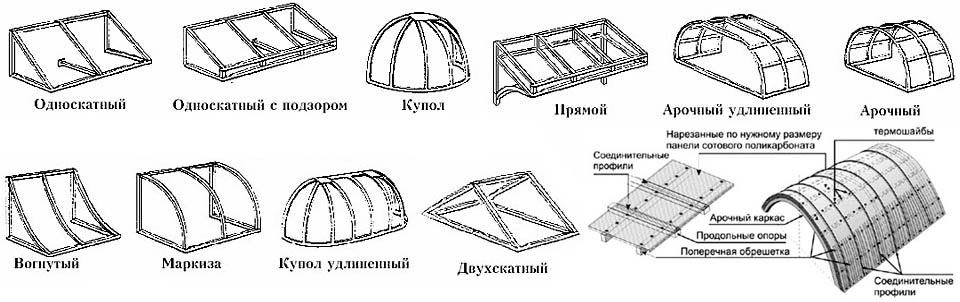 Односкатный
Односкатный с подзором
Купол
Прямой
Арочный удлиненный
Арочный
Вогнутый
Маркиза
Купол удлиненный
Двухскатный
Нарезанные по нужному размеру
панели сотового поликарбоната
термошайбы
Соединительные
профили
Арочный каркас
Продольные опоры
Поперечная обрешетка
Соединительные
профили